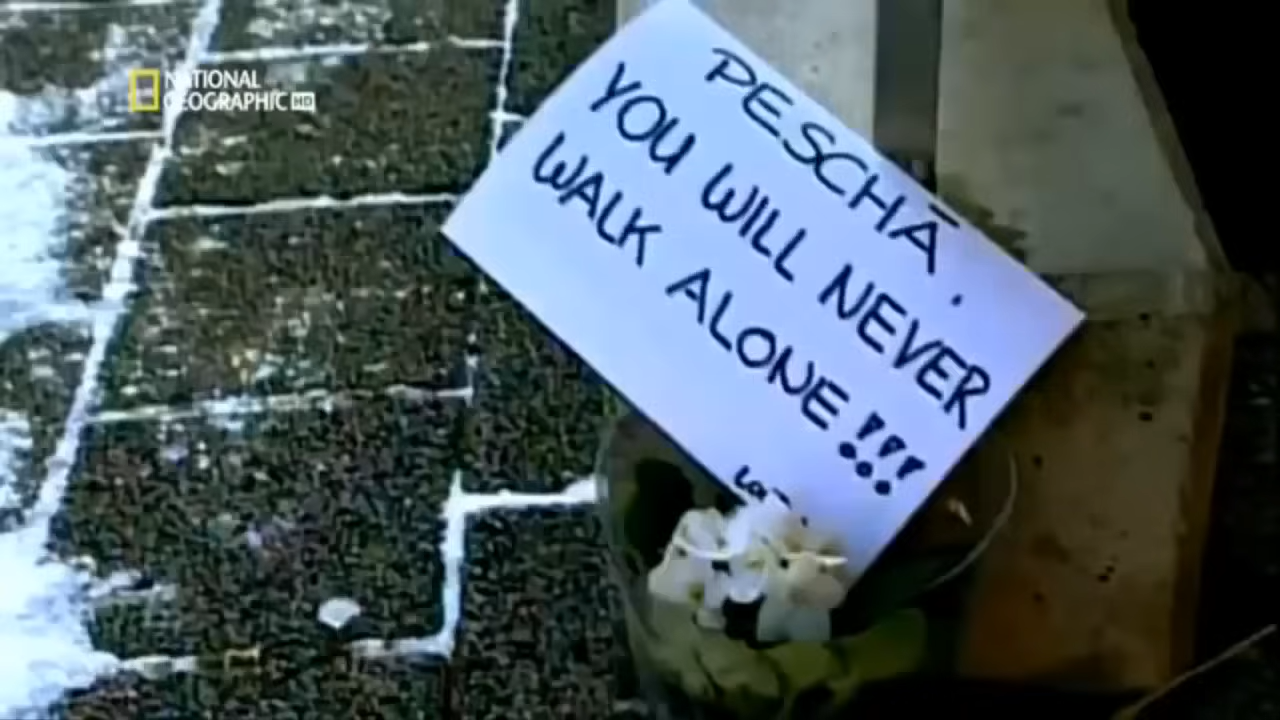 NATIONAL
GEOGRAPHIC HD
PESCHĀ.
YOU WILL NEVER
WALK ALONE!!!